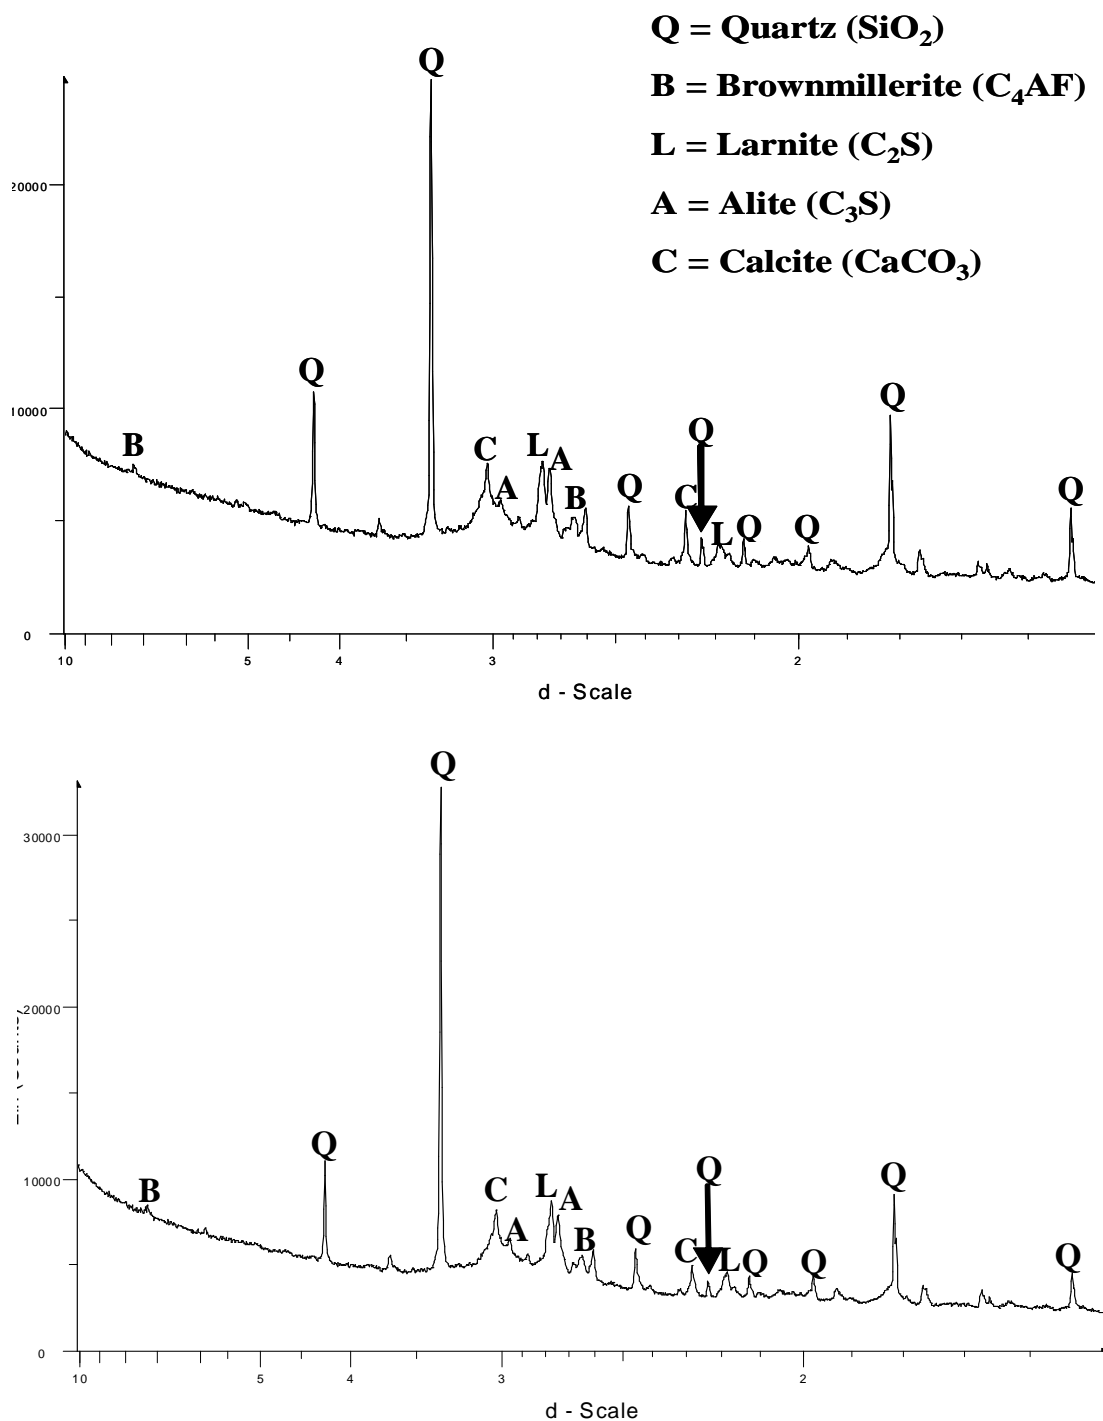 Q = Quartz (SiO₂)
B = Brownmillerite (C₄AF)
L = Larnite (C₂S)
A = Alite (C₃S)
C = Calcite (CaCO₃)
Q
20000
Q
10000
Q
B
C
L
A
A
B
Q
C
Q
L
Q
Q
Q
0
10
5
4
3
2
d - Scale
Q
30000
20000
Q
10000
B
C
L
A
A
B
Q
C
Q
L
Q
Q
Q
Q
0
10
5
4
3
2
d - Scale